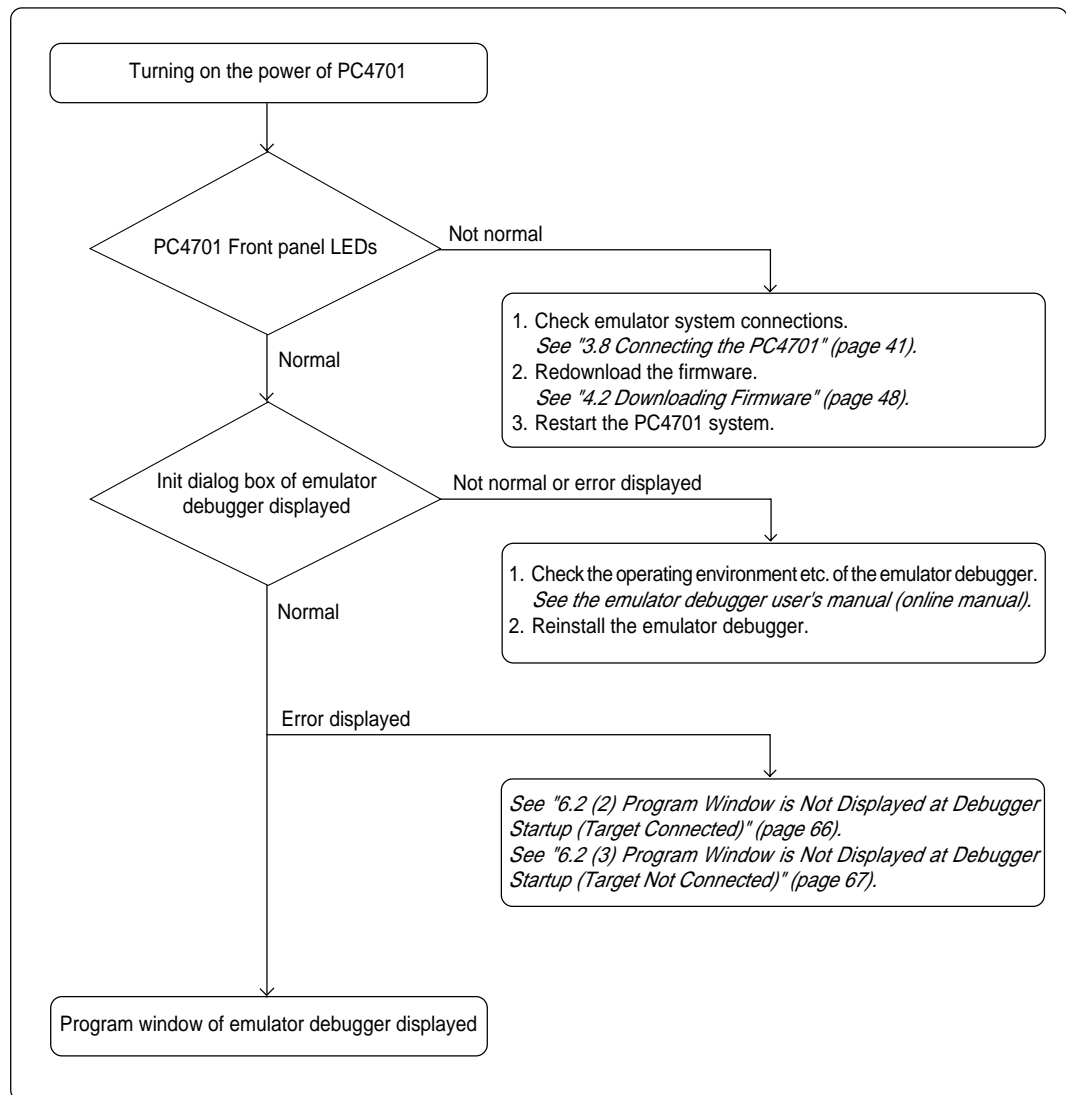 Turning on the power of PC4701
PC4701 Front panel LEDs
Not normal
1. Check emulator system connections.
See "3.8 Connecting the PC4701" (page 41).
2. Redownload the firmware.
See "4.2 Downloading Firmware" (page 48).
3. Restart the PC4701 system.
Normal
Init dialog box of emulator
debugger displayed
Not normal or error displayed
1. Check the operating environment etc. of the emulator debugger.
See the emulator debugger user's manual (online manual).
2. Reinstall the emulator debugger.
Normal
Error displayed
See "6.2 (2) Program Window is Not Displayed at Debugger
Startup (Target Connected)" (page 66).
See "6.2 (3) Program Window is Not Displayed at Debugger
Startup (Target Not Connected)" (page 67).
Program window of emulator debugger displayed